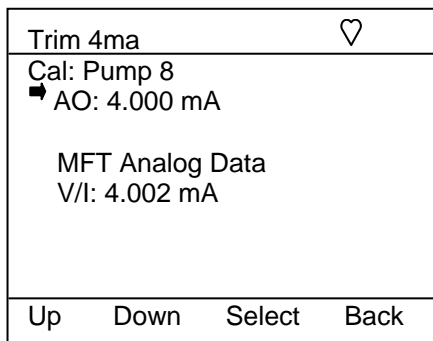 Trim 4ma
Cal: Pump 8
AO: 4.000 mA
MFT Analog Data
V/I: 4.002 mA
Up Down Select Back